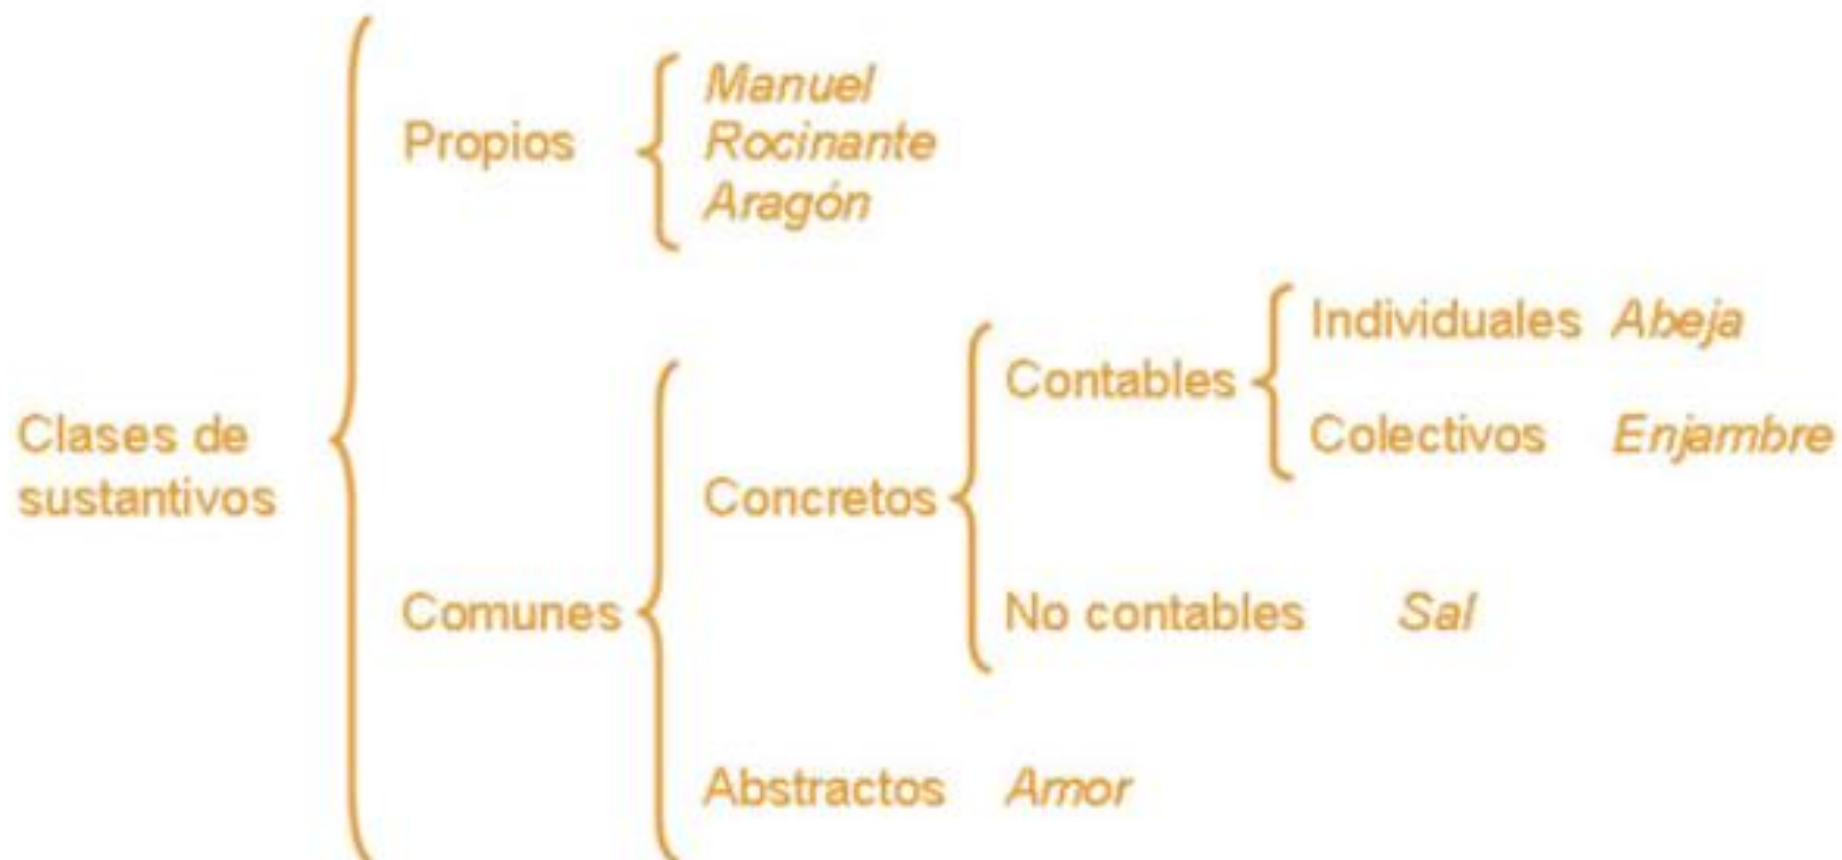 Clases de
sustantivos
Propios
Manuel
Rocinante
Aragón
Comunes
Concretos
Contables
Individuales Abeja
Colectivos Enjambre
No contables Sal
Abstractos Amor